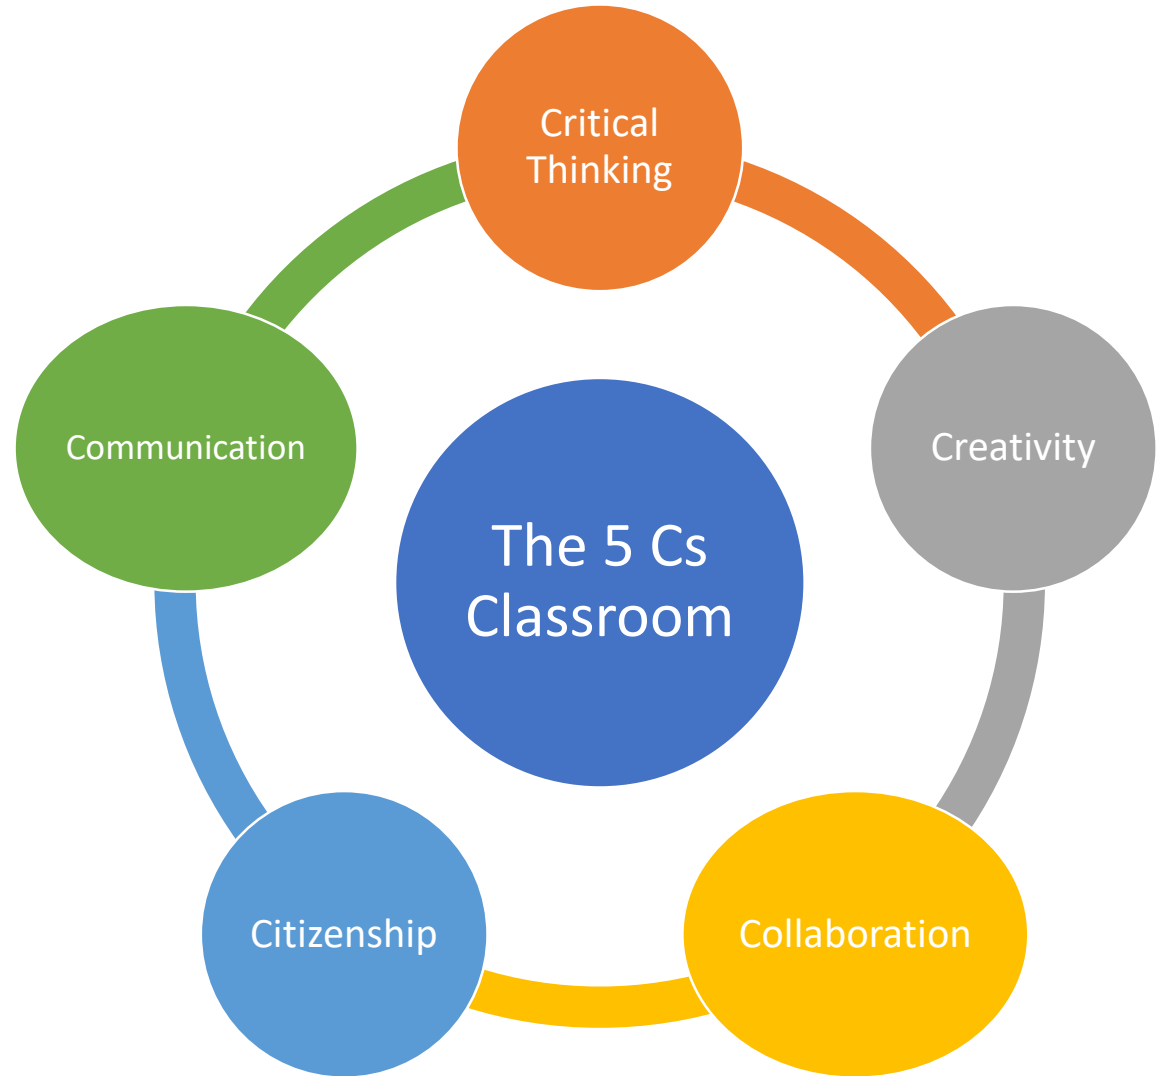 Critical
Thinking
Communication
Creativity
The 5 Cs
Classroom
Citizenship
Collaboration